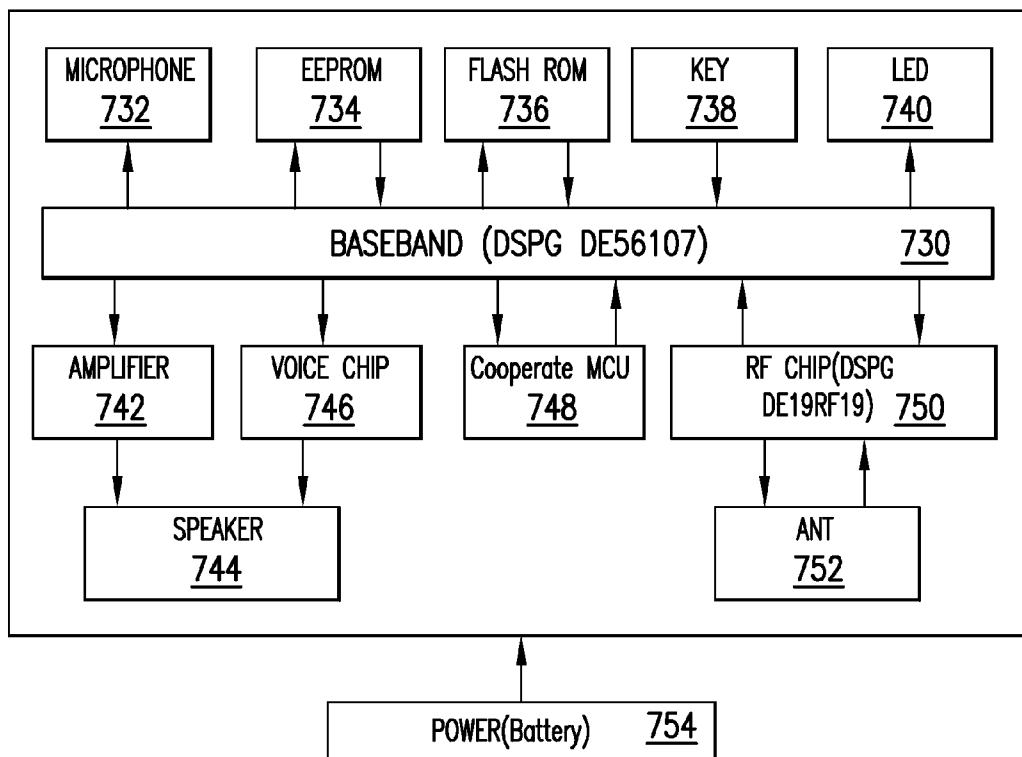 MICROPHONE
732
EEPROM
734
FLASH ROM
736
KEY
738
LED
740
BASEBAND (DSPG DE56107) 730
AMPLIFIER
742
VOICE CHIP
746
Cooperate MCU
748
RF CHIP(DSPG
DE19RF19) 750
SPEAKER
744
ANT
752
POWER(Battery) 754